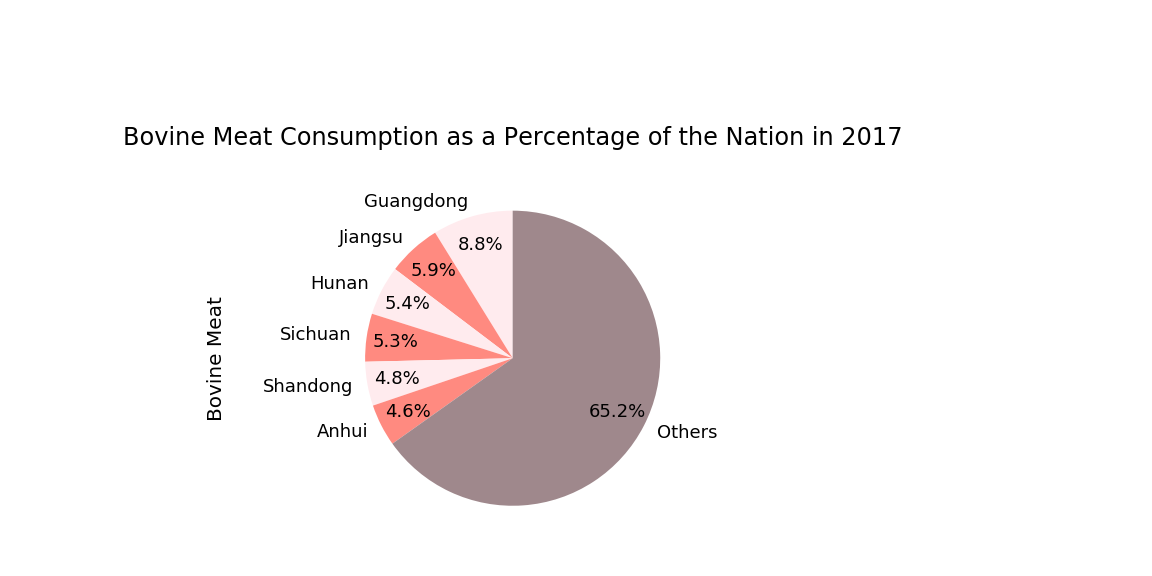 Bovine Meat Consumption as a Percentage of the Nation in 2017
Guangdong
8.8%
Jiangsu
5.9%
Hunan
5.4%
Sichuan
5.3%
Shandong
4.8%
Anhui
4.6%
65.2%
Others
Bovine Meat